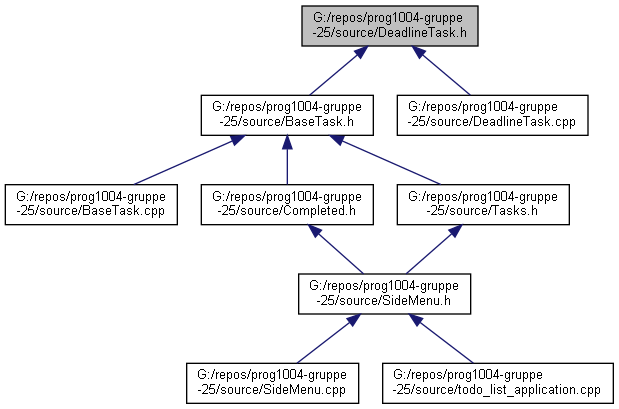 G:/repos/prog1004-gruppe
-25/source/DeadlineTask.h
G:/repos/prog1004-gruppe
-25/source/BaseTask.h
G:/repos/prog1004-gruppe
-25/source/DeadlineTask.cpp
G:/repos/prog1004-gruppe
-25/source/BaseTask.cpp
G:/repos/prog1004-gruppe
-25/source/Completed.h
G:/repos/prog1004-gruppe
-25/source/Tasks.h
G:/repos/prog1004-gruppe
-25/source/SideMenu.h
G:/repos/prog1004-gruppe
-25/source/SideMenu.cpp
G:/repos/prog1004-gruppe
-25/source/todo_list_application.cpp